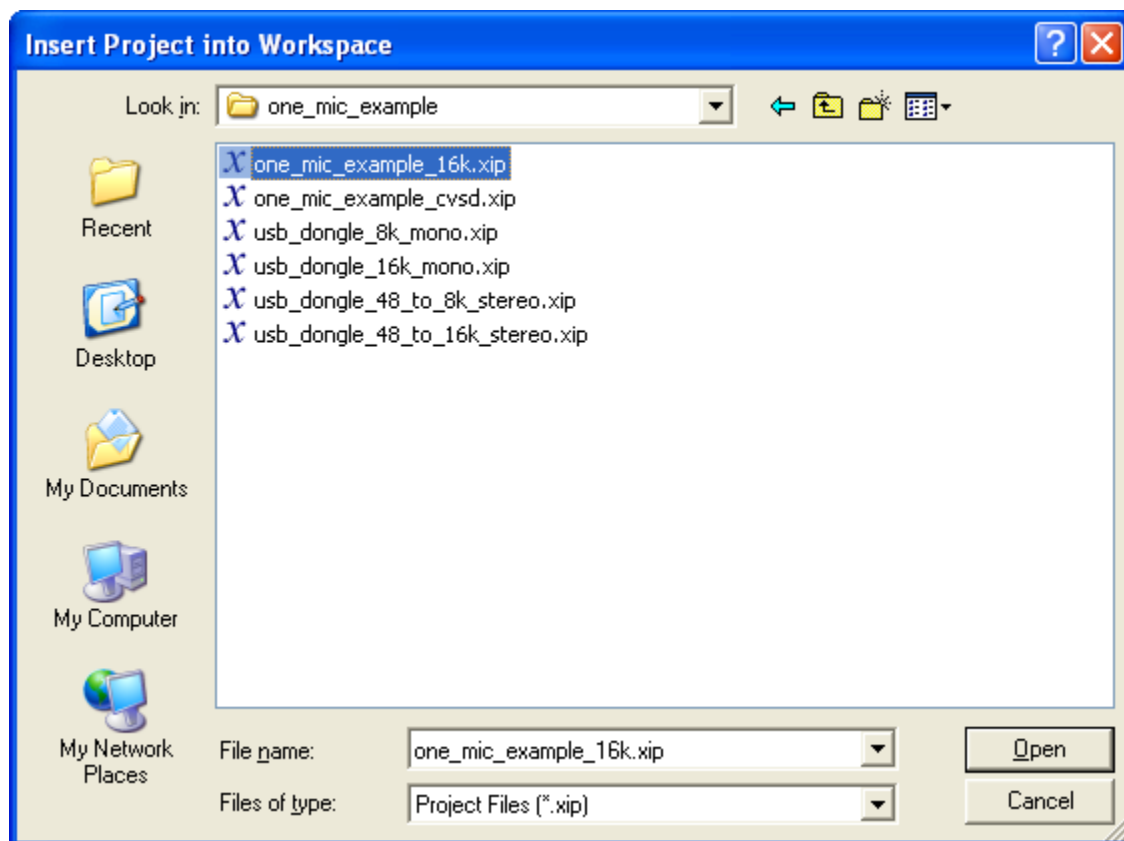 Insert Project into Workspace
Look in: one_mic_example
one_mic_example_16k.xip
one_mic_example_cvsd.xip
usb_dongle_8k_mono.xip
usb_dongle_16k_mono.xip
usb_dongle_48_to_8k_stereo.xip
usb_dongle_48_to_16k_stereo.xip
Recent
Desktop
My Documents
My Computer
My Network
Places
File name: one_mic_example_16k.xip Open
Files of type: Project Files (*.xip) Cancel